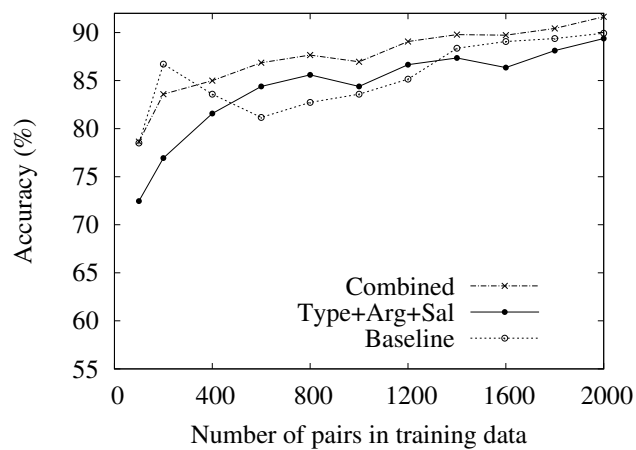 90
85
80
75
70
65
60
55
Accuracy (%)
Combined
Type+Arg+Sal
Baseline
0 400 800 1200 1600 2000
Number of pairs in training data